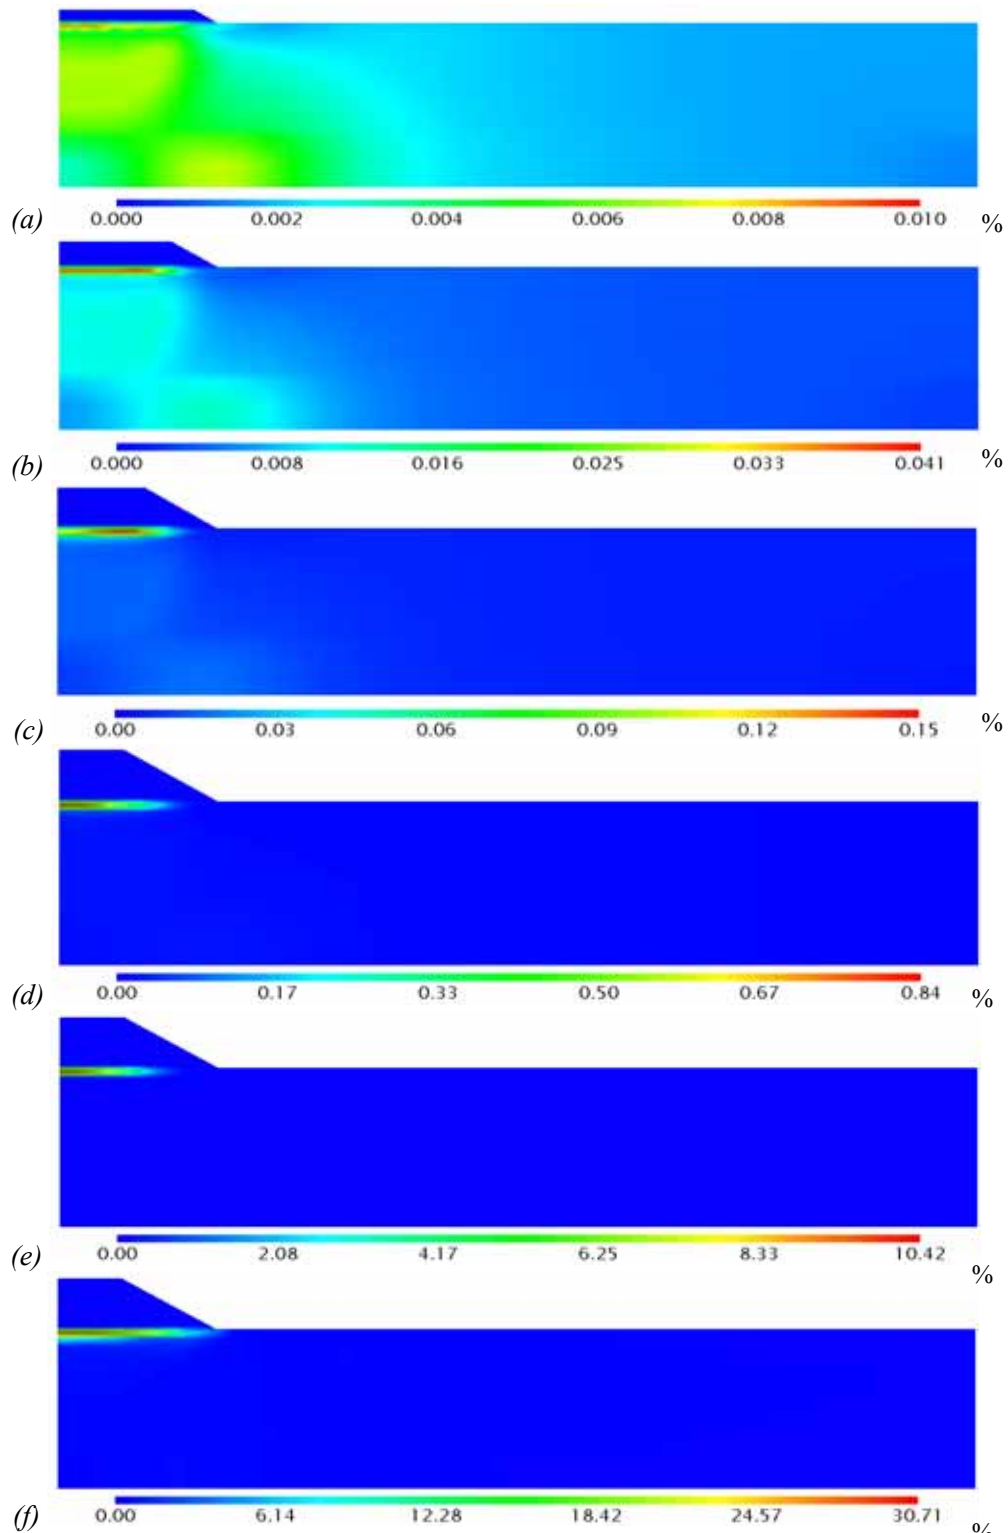 (a) 0.000 0.002 0.004 0.006 0.008 0.010 %
(b) 0.000 0.008 0.016 0.025 0.033 0.041 %
(c) 0.00 0.03 0.06 0.09 0.12 0.15 %
(d) 0.00 0.17 0.33 0.50 0.67 0.84 %
(e) 0.00 2.08 4.17 6.25 8.33 10.42 %
(f) 0.00 6.14 12.28 18.42 24.57 30.71 %